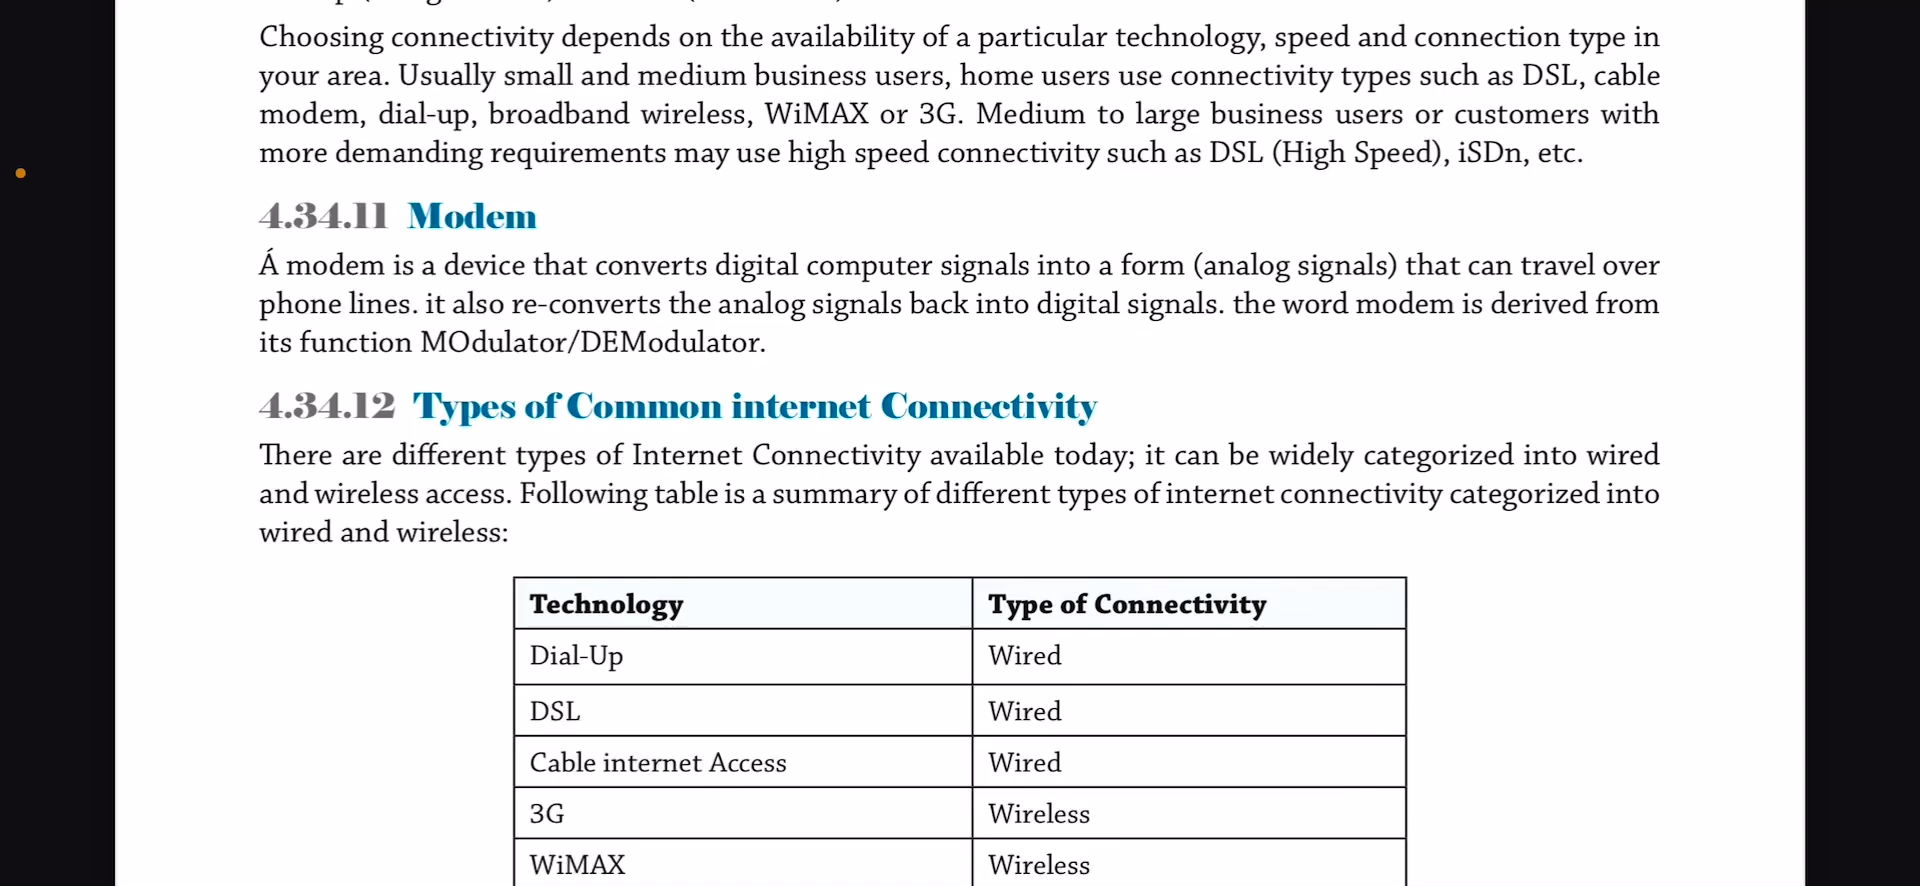 Choosing connectivity depends on the availability of a particular technology, speed and connection type in
your area. Usually small and medium business users, home users use connectivity types such as DSL, cable
modem, dial-up, broadband wireless, WiMAX or 3G. Medium to large business users or customers with
more demanding requirements may use high speed connectivity such as DSL (High Speed), iSDn, etc.
4.34.11 Modem
Á modem is a device that converts digital computer signals into a form (analog signals) that can travel over
phone lines. it also re-converts the analog signals back into digital signals. the word modem is derived from
its function MOdulator/DEModulator.
4.34.12 Types of Common internet Connectivity
There are different types of Internet Connectivity available today; it can be widely categorized into wired
and wireless access. Following table is a summary of different types of internet connectivity categorized into
wired and wireless:
Technology Type of Connectivity
Dial-Up Wired
DSL Wired
Cable internet Access Wired
3G Wireless
WiMAX Wireless